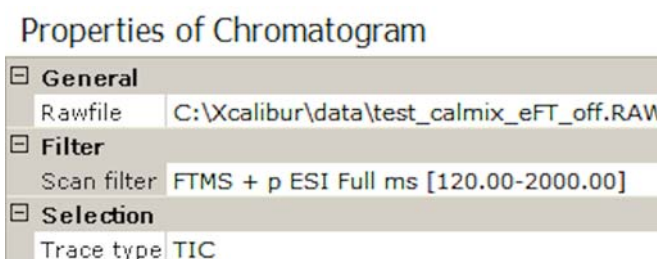 Properties of Chromatogram
General
Rawfile C:\Xcalibur\data\test_calmix_eFT_off.RAW
Filter
Scan filter FTMS + p ESI Full ms [120.00-2000.00]
Selection
Trace type TIC